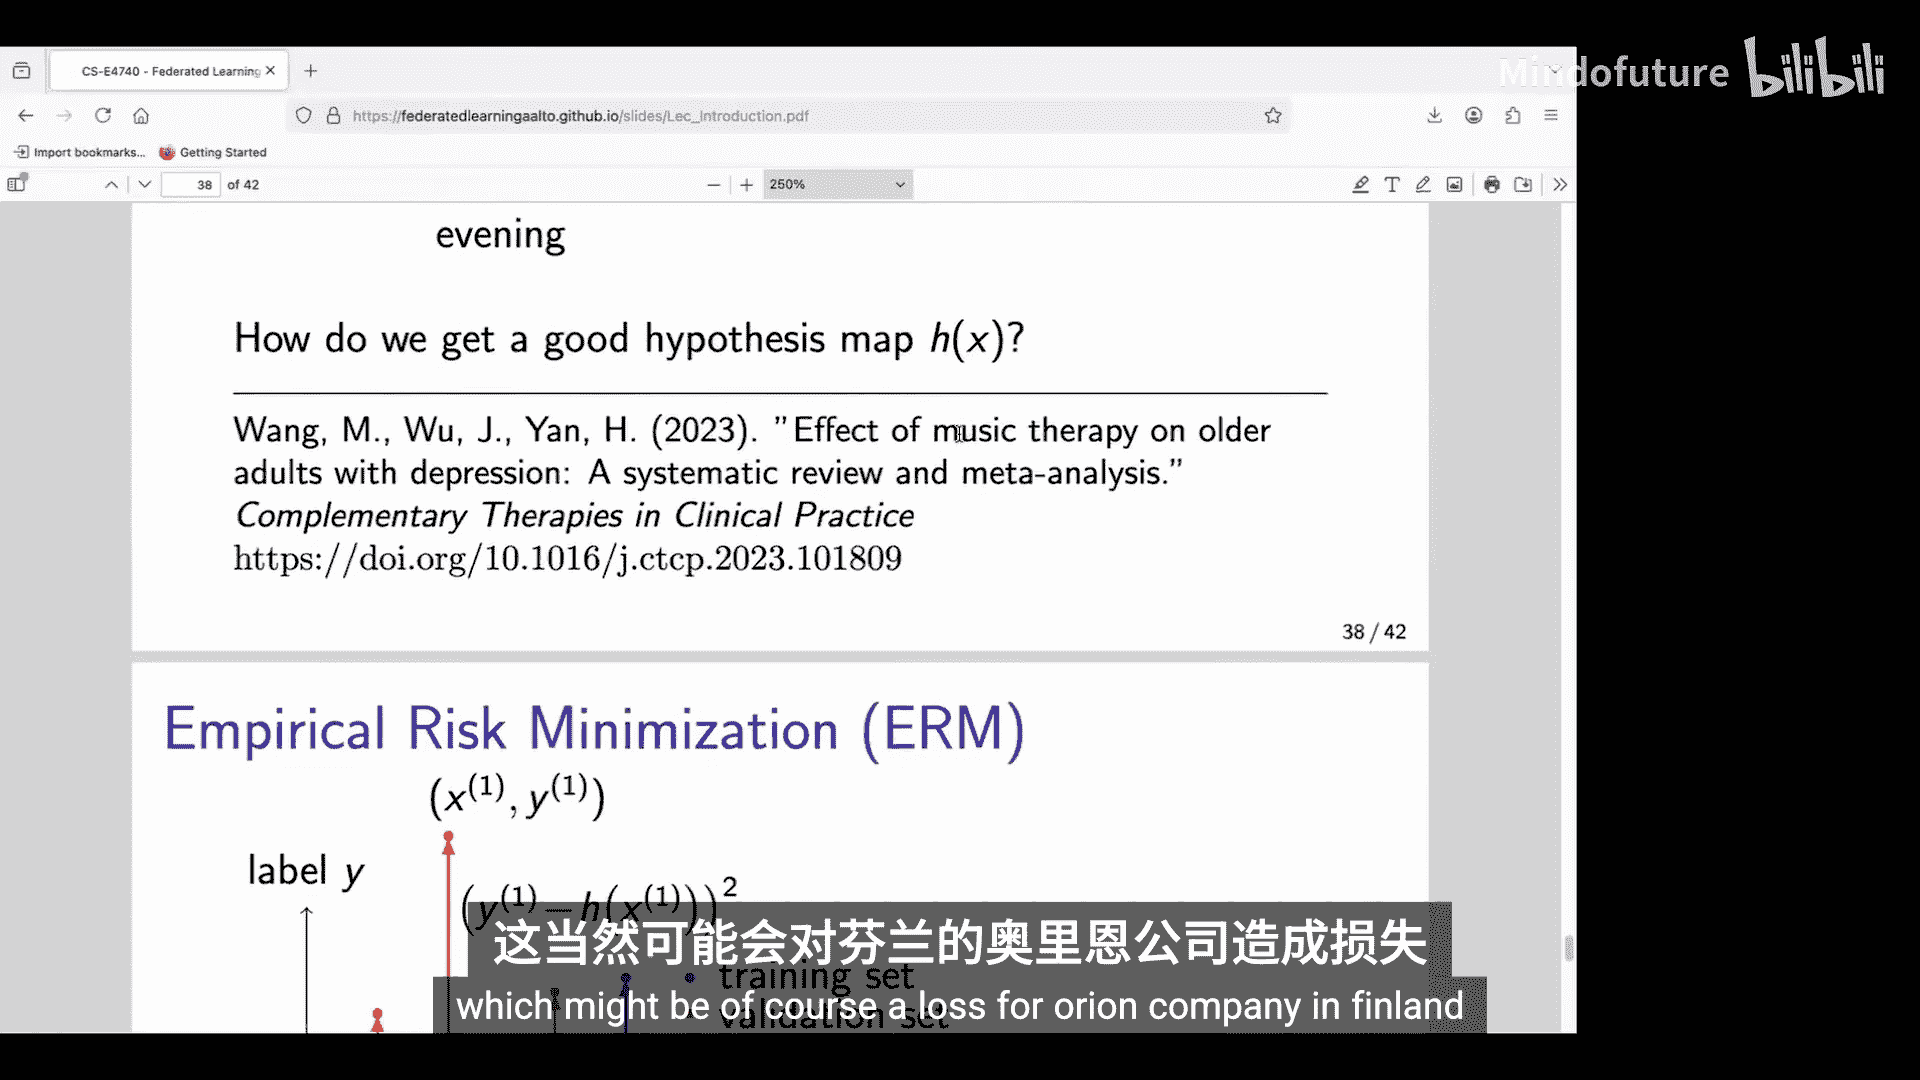 Mindofuture bilibili
CS-E4740 - Federated Learning
https://federatedlearningaalto.github.io/slides/Lec_Introduction.pdf
Import bookmarks... Getting Started
38 of 42
250%
evening
How do we get a good hypothesis map h(x)?
Wang, M., Wu, J., Yan, H. (2023). "Effect of music therapy on older
adults with depression: A systematic review and meta-analysis."
Complementary Therapies in Clinical Practice
https://doi.org/10.1016/j.ctcp.2023.101809
38 / 42
Empirical Risk Minimization (ERM)
(x^(1), y^(1))
label y
(y^(1) − h(x^(1)))^2
这当然可能会对芬兰的奥里恩公司造成损失
training set
which might be of course a loss for orion company in finland
validation set